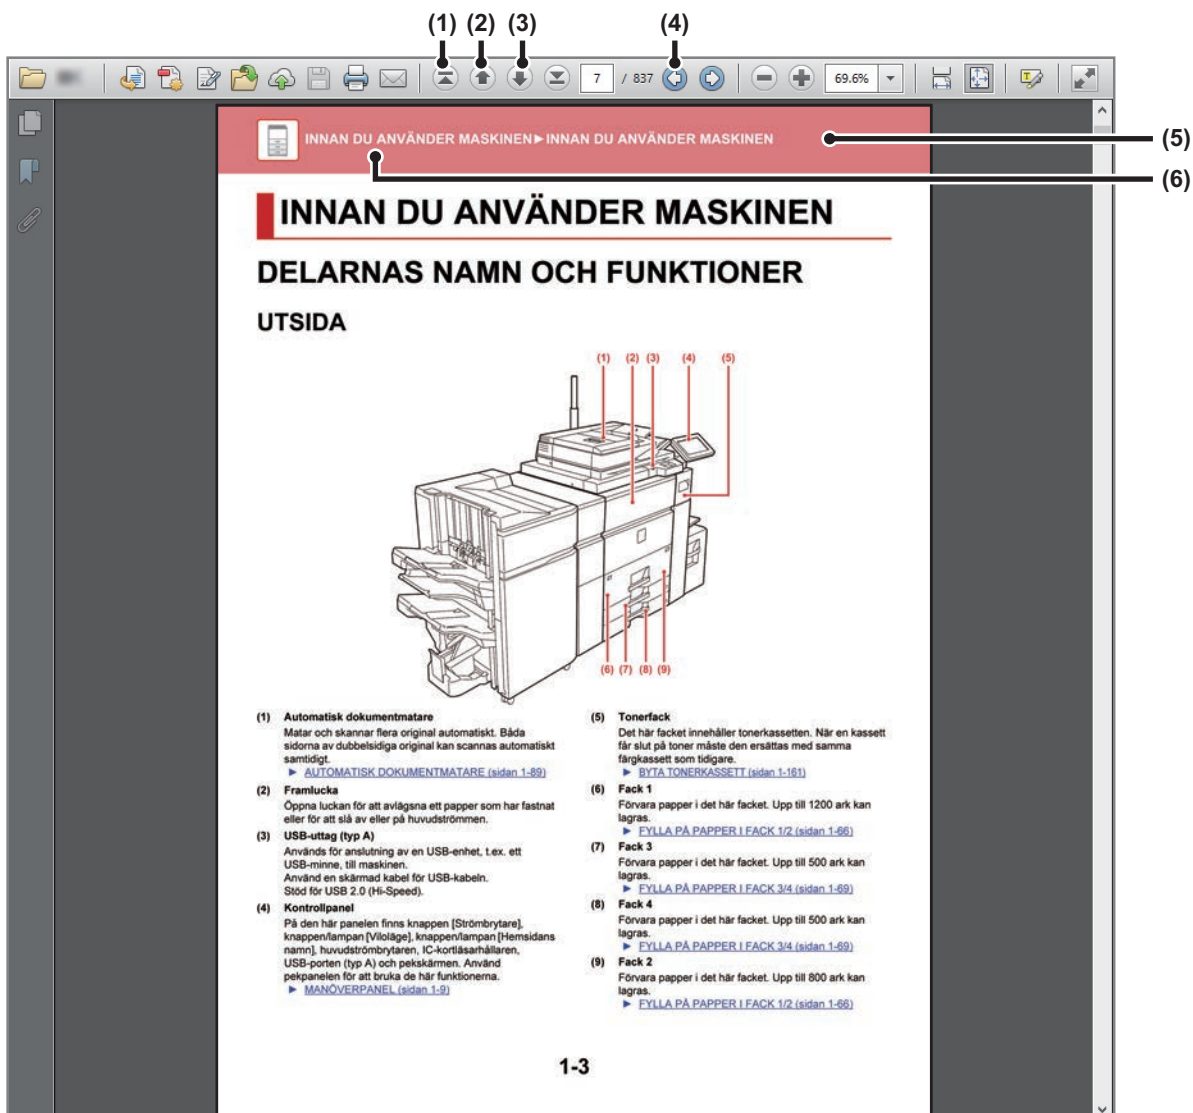 (1) (2) (3) (4)
7 / 837 69.6%
INNAN DU ANVÄNDER MASKINEN►INNAN DU ANVÄNDER MASKINEN
(5)
(6)
INNAN DU ANVÄNDER MASKINEN
DELARNAS NAMN OCH FUNKTIONER
UTSIDA
(1) (2) (3) (4) (5)
(6) (7) (8) (9)
(1) Automatisk dokumentmatare
Matar och skannar flera original automatiskt. Båda
sidorna av dubbelsidiga original kan scannas automatiskt
samtidigt.
► AUTOMATISK DOKUMENTMATARE (sidan 1-89)
(2) Framlucka
Öppna luckan för att avlägsna ett papper som har fastnat
eller för att slå av eller på huvudströmmen.
(3) USB-uttag (typ A)
Används för anslutning av en USB-enhet, t.ex. ett
USB-minne, till maskinen.
Använd en skärmad kabel för USB-kabeln.
Stöd för USB 2.0 (Hi-Speed).
(4) Kontrollpanel
På den här panelen finns knappen [Strömbrytare],
knappen/lampan [Viloläge], knappen/lampan [Hemsidans
namn], huvudströmbrytaren, IC-kortläsarhållaren,
USB-porten (typ A) och pekskärmen. Använd
pekpanelen för att bruka de här funktionerna.
► MANÖVERPANEL (sidan 1-9)
(5) Tonerfack
Det här facket innehåller tonerkassetten. När en kassett
får slut på toner måste den ersättas med samma
färgkassett som tidigare.
► BYTA TONERKASSETT (sidan 1-161)
(6) Fack 1
Förvara papper i det här facket. Upp till 1200 ark kan
lagras.
► FYLLA PÅ PAPPER I FACK 1/2 (sidan 1-66)
(7) Fack 3
Förvara papper i det här facket. Upp till 500 ark kan
lagras.
► FYLLA PÅ PAPPER I FACK 3/4 (sidan 1-69)
(8) Fack 4
Förvara papper i det här facket. Upp till 500 ark kan
lagras.
► FYLLA PÅ PAPPER I FACK 3/4 (sidan 1-69)
(9) Fack 2
Förvara papper i det här facket. Upp till 800 ark kan
lagras.
► FYLLA PÅ PAPPER I FACK 1/2 (sidan 1-66)
1-3